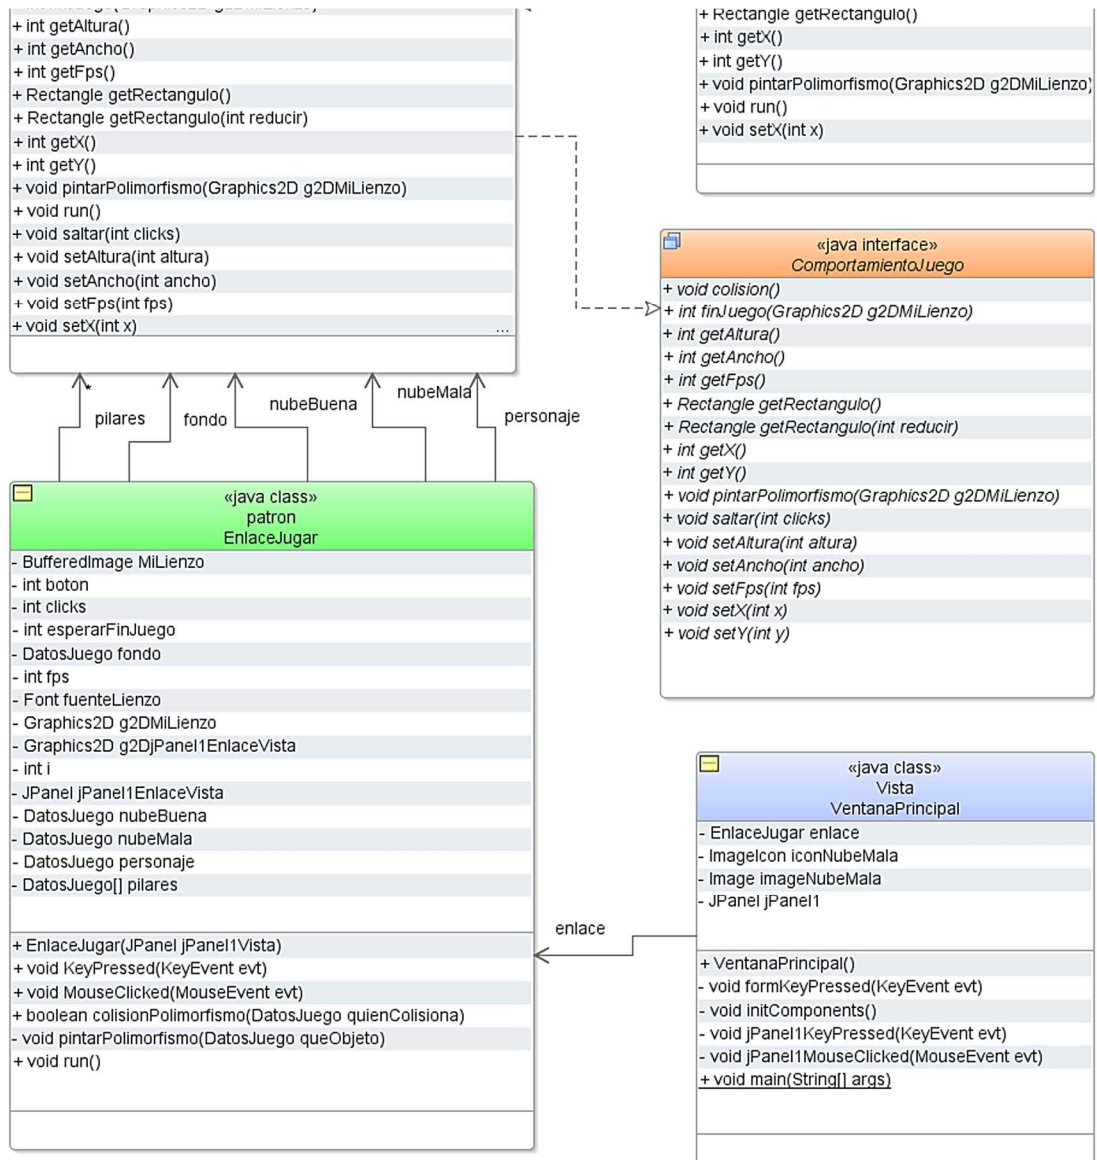 + int getAltura()
+ int getAncho()
+ int getFps()
+ Rectangle getRectangulo()
+ Rectangle getRectangulo(int reducir)
+ int getX()
+ int getY()
+ void pintarPolimorfismo(Graphics2D g2DMiLienzo)
+ void run()
+ void saltar(int clicks)
+ void setAltura(int altura)
+ void setAncho(int ancho)
+ void setFps(int fps)
+ void setX(int x)
...
+ Rectangle getRectangulo()
+ int getX()
+ int getY()
+ void pintarPolimorfismo(Graphics2D g2DMiLienzo)
+ void run()
+ void setX(int x)
«java interface»
ComportamientoJuego
+ void colision()
+ int finJuego(Graphics2D g2DMiLienzo)
+ int getAltura()
+ int getAncho()
+ int getFps()
+ Rectangle getRectangulo()
+ Rectangle getRectangulo(int reducir)
+ int getX()
+ int getY()
+ void pintarPolimorfismo(Graphics2D g2DMiLienzo)
+ void saltar(int clicks)
+ void setAltura(int altura)
+ void setAncho(int ancho)
+ void setFps(int fps)
+ void setX(int x)
+ void setY(int y)
*
pilares
fondo
nubeBuena
nubeMala
personaje
«java class»
patron
EnlaceJugar
- BufferedImage MiLienzo
- int boton
- int clicks
- int esperarFinJuego
- DatosJuego fondo
- int fps
- Font fuenteLienzo
- Graphics2D g2DMiLienzo
- Graphics2D g2DjPanel1EnlaceVista
- int i
- JPanel jPanel1EnlaceVista
- DatosJuego nubeBuena
- DatosJuego nubeMala
- DatosJuego personaje
- DatosJuego[] pilares
+ EnlaceJugar(JPanel jPanel1Vista)
+ void KeyPressed(KeyEvent evt)
+ void MouseClicked(MouseEvent evt)
+ boolean colisionPolimorfismo(DatosJuego quienColisiona)
- void pintarPolimorfismo(DatosJuego queObjeto)
+ void run()
enlace
«java class»
Vista
VentanaPrincipal
- EnlaceJugar enlace
- ImageIcon iconNubeMala
- Image imageNubeMala
- JPanel jPanel1
+ VentanaPrincipal()
- void formKeyPressed(KeyEvent evt)
- void initComponents()
- void jPanel1KeyPressed(KeyEvent evt)
- void jPanel1MouseClicked(MouseEvent evt)
+ void main(String[] args)